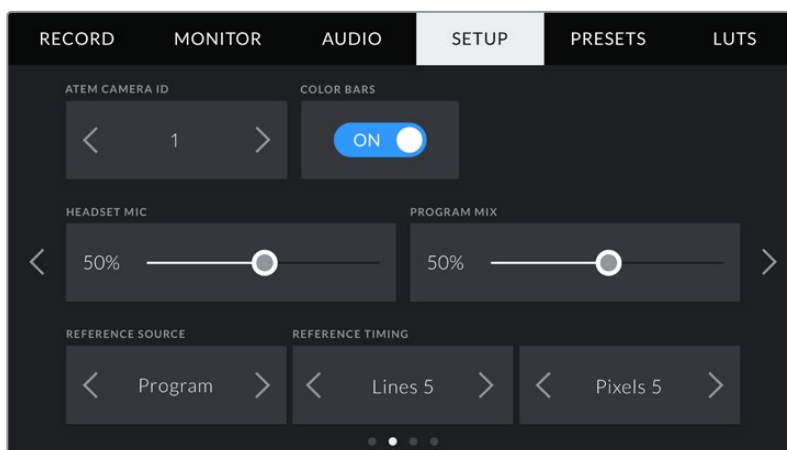 RECORD MONITOR AUDIO SETUP PRESETS LUTS
ATEM CAMERA ID COLOR BARS
1 ON
HEADSET MIC PROGRAM MIX
50% 50%
REFERENCE SOURCE REFERENCE TIMING
Program Lines 5 Pixels 5